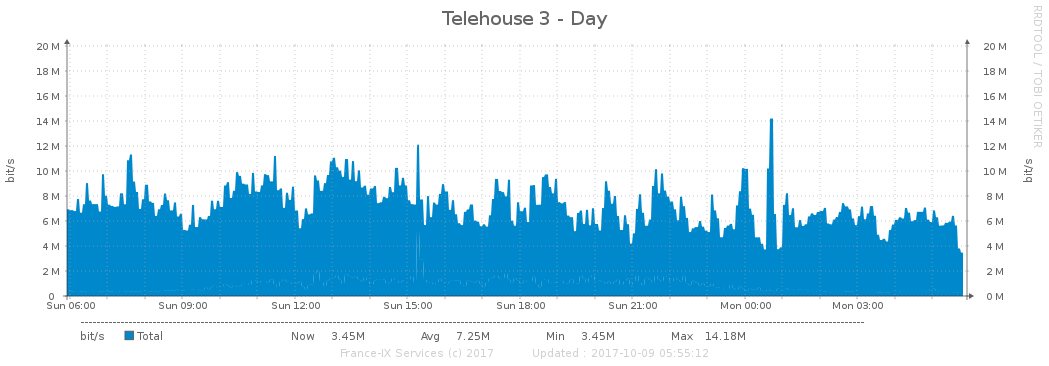 Telehouse 3 - Day
RRDTOOL / TOBI OETIKER
bit/s
bit/s
20 M 20 M
18 M 18 M
16 M 16 M
14 M 14 M
12 M 12 M
10 M 10 M
8 M 8 M
6 M 6 M
4 M 4 M
2 M 2 M
0 0 M
Sun 06:00 Sun 09:00 Sun 12:00 Sun 15:00 Sun 18:00 Sun 21:00 Mon 00:00 Mon 03:00
bit/s Total Now 3.45M Avg 7.25M Min 3.45M Max 14.18M
France-IX Services (c) 2017 Updated : 2017-10-09 05:55:12